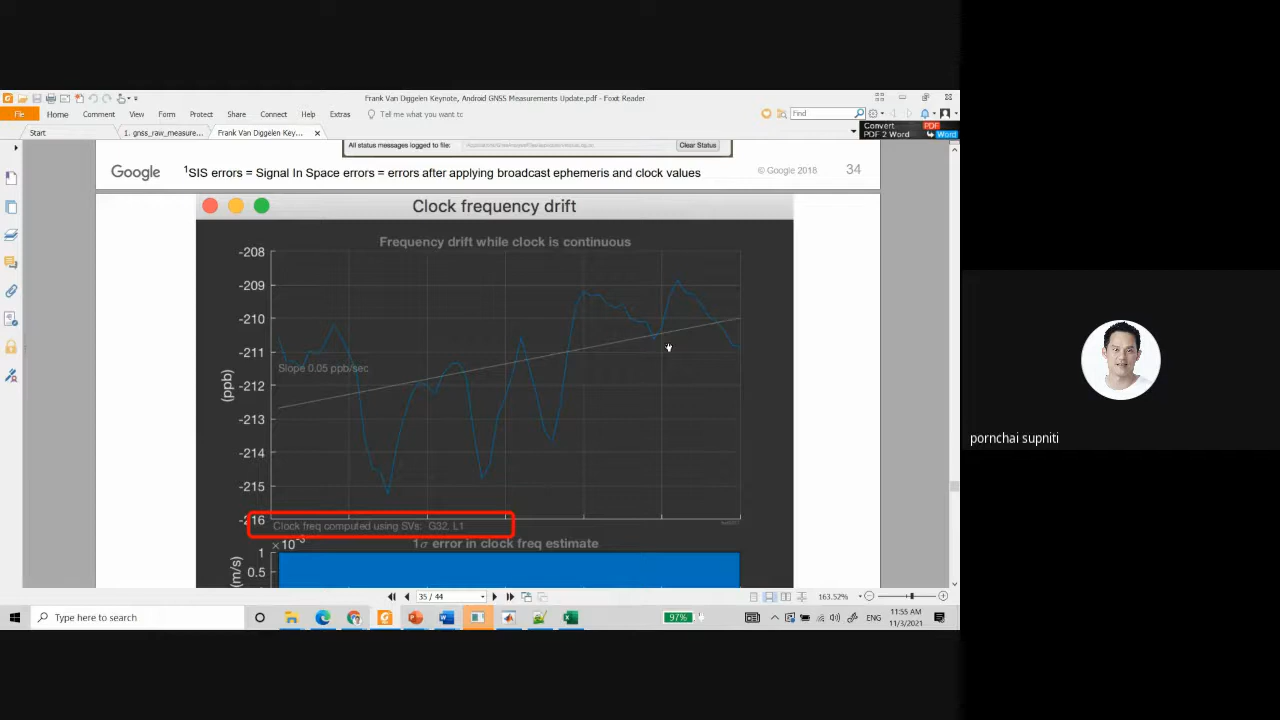 Frank Van Diggelen Keynote, Android GNSS Measurements Update.pdf - Foxit Reader
File Home Comment View Form Protect Share Connect Help Extras Tell me what you want to Find
Start 1. gnss_raw_measure... Frank Van Diggelen Key...
Convert PDF
PDF 2 Word Word
All status messages logged to file: Clear Status
Google 1SIS errors = Signal In Space errors = errors after applying broadcast ephemeris and clock values © Google 2018 34
Clock frequency drift
Frequency drift while clock is continuous
-208
-209
-210
-211
Slope 0.05 ppb/sec
-212
(ppb)
-213
-214
-215
-216
Clock freq computed using SVs: G32, L1
×10-3
1σ error in clock freq estimate
1
0.5
(m/s)
pornchai supniti
35 / 44
163.52%
Type here to search
97%
ENG
11:55 AM
11/3/2021